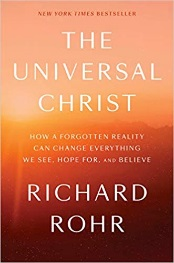 NEW YORK TIMES BESTSELLER
THE
UNIVERSAL
CHRIST
HOW A FORGOTTEN REALITY
CAN CHANGE EVERYTHING
WE SEE, HOPE FOR, AND BELIEVE
RICHARD
ROHR